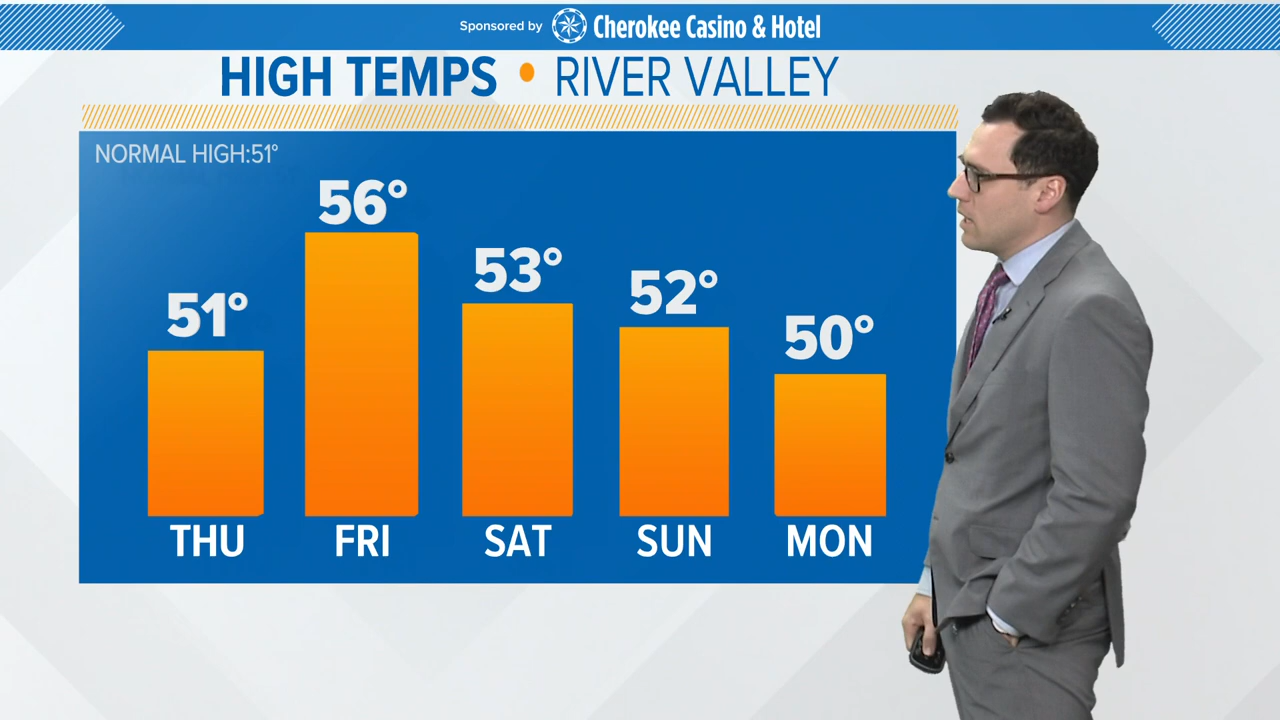 Sponsored by Cherokee Casino & Hotel
HIGH TEMPS • RIVER VALLEY
NORMAL HIGH:51°
51° 56° 53° 52° 50°
THU FRI SAT SUN MON